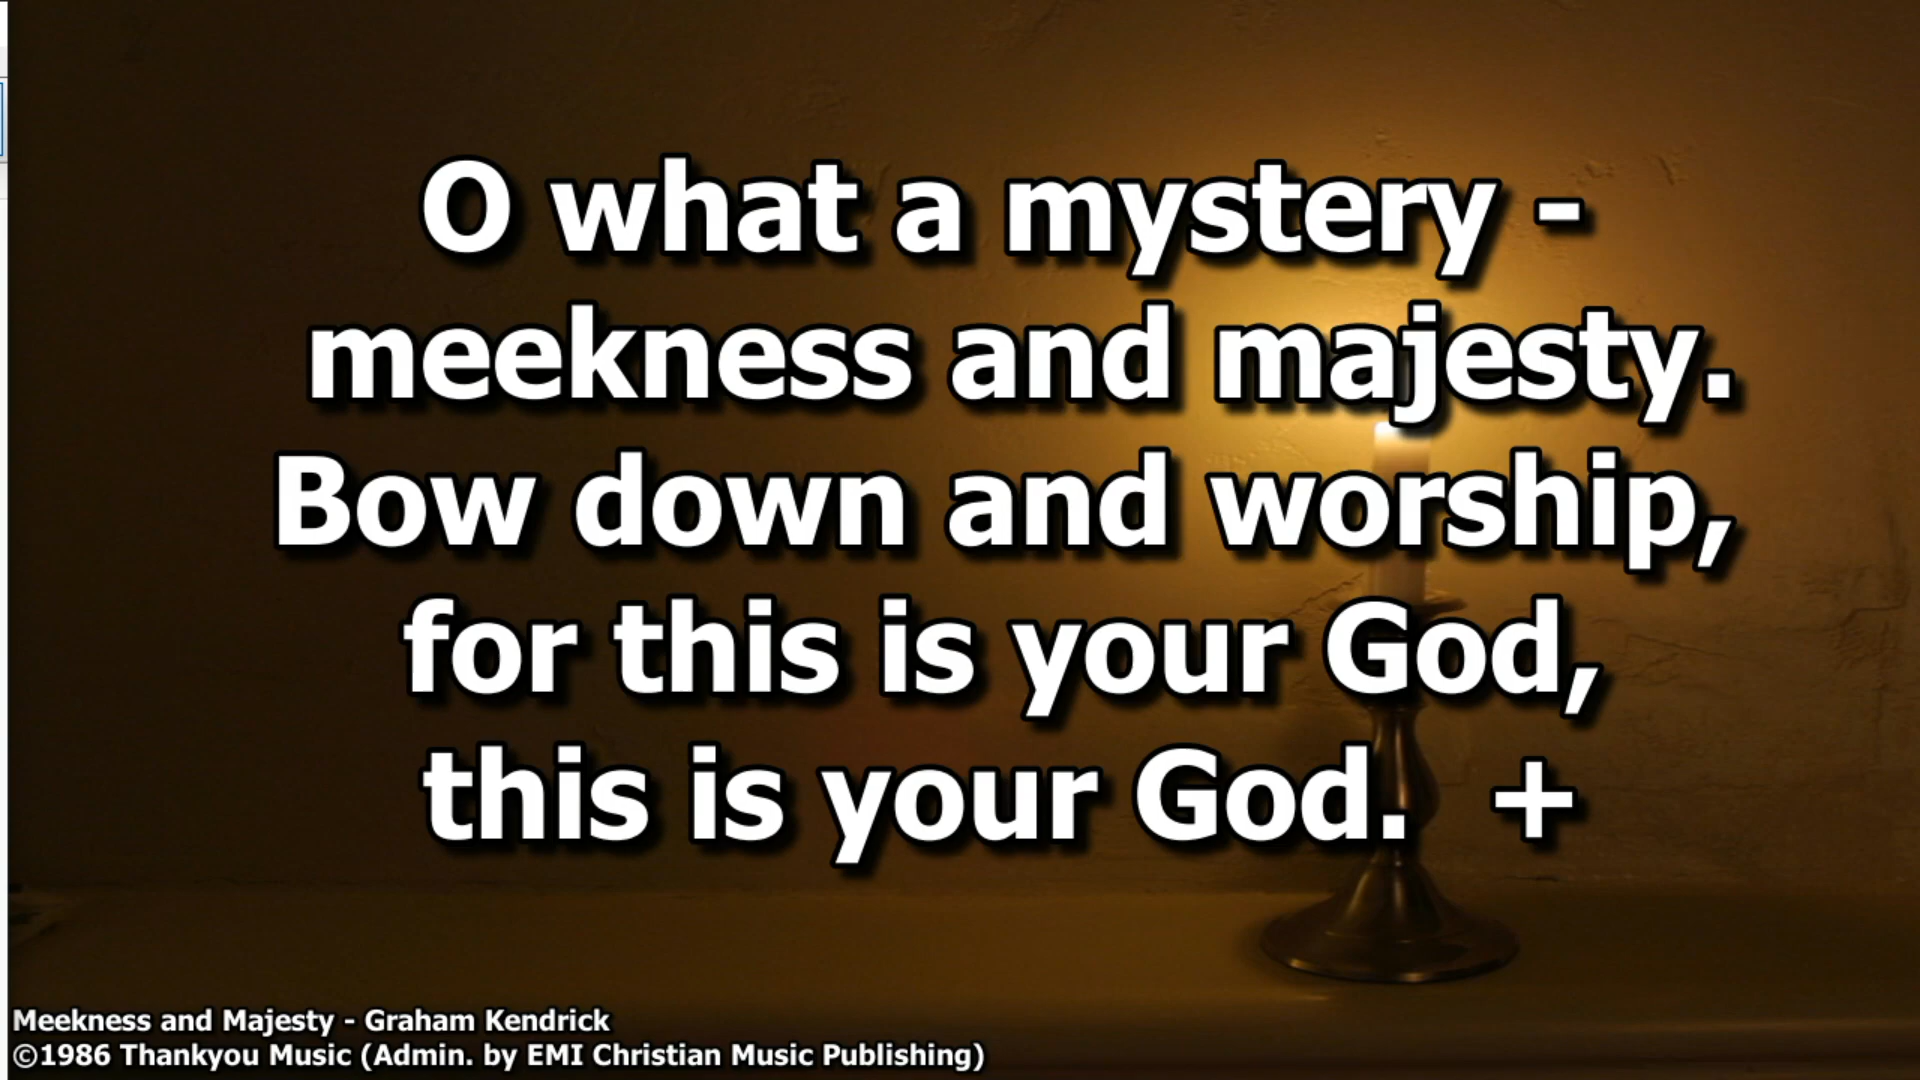 O what a mystery -
meekness and majesty.
Bow down and worship,
for this is your God,
this is your God. +
Meekness and Majesty - Graham Kendrick
©1986 Thankyou Music (Admin. by EMI Christian Music Publishing)